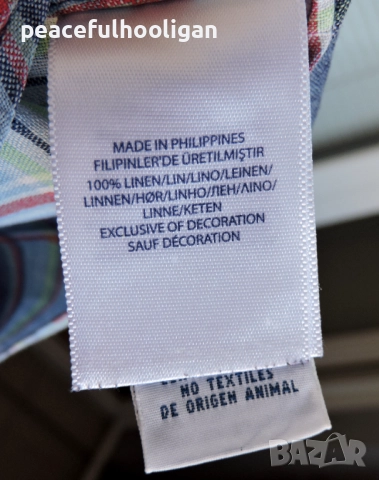 peacefulhooligan
MADE IN PHILIPPINES
FILIPINLER'DE ÜRETILMIŞTIR
100% LINEN/LIN/LINO/LEINEN/
LINNEN/HØR/LINHO/ЛЕН/ΛΙΝΟ/
LINNE/KETEN
EXCLUSIVE OF DECORATION
SAUF DÉCORATION
NO TEXTILES
DE ORIGEN ANIMAL
BAZAR